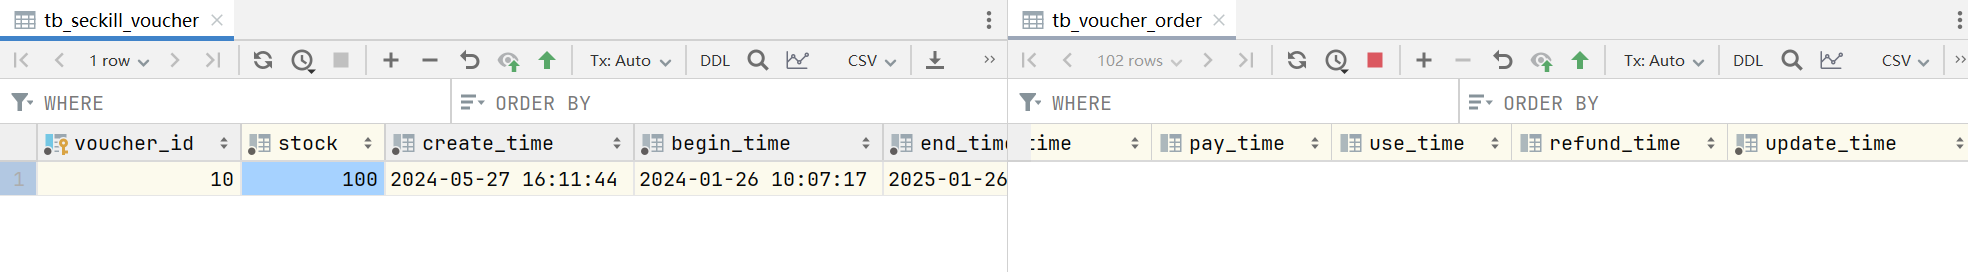 tb_seckill_voucher
1 row
Tx: Auto
DDL
CSV
WHERE
ORDER BY
voucher_id stock create_time begin_time end_time
1 10 100 2024-05-27 16:11:44 2024-01-26 10:07:17 2025-01-26
tb_voucher_order
102 rows
Tx: Auto
DDL
CSV
WHERE
ORDER BY
time pay_time use_time refund_time update_time